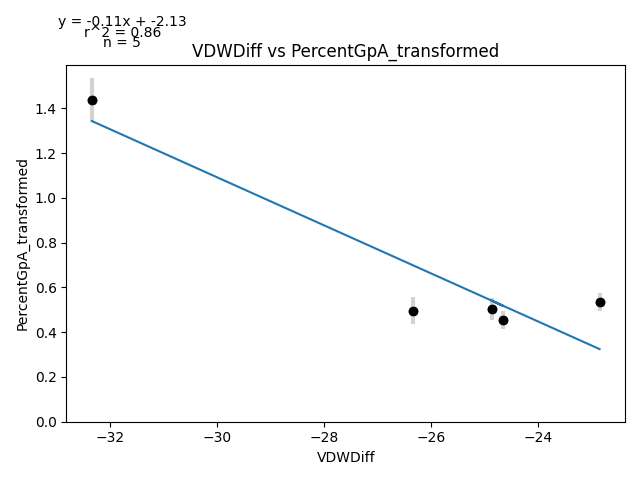 y = -0.11x + -2.13
r^2 = 0.86
n = 5
VDWDiff vs PercentGpA_transformed
PercentGpA_transformed
1.4
1.2
1.0
0.8
0.6
0.4
0.2
0.0
−32
−30
−28
−26
−24
VDWDiff